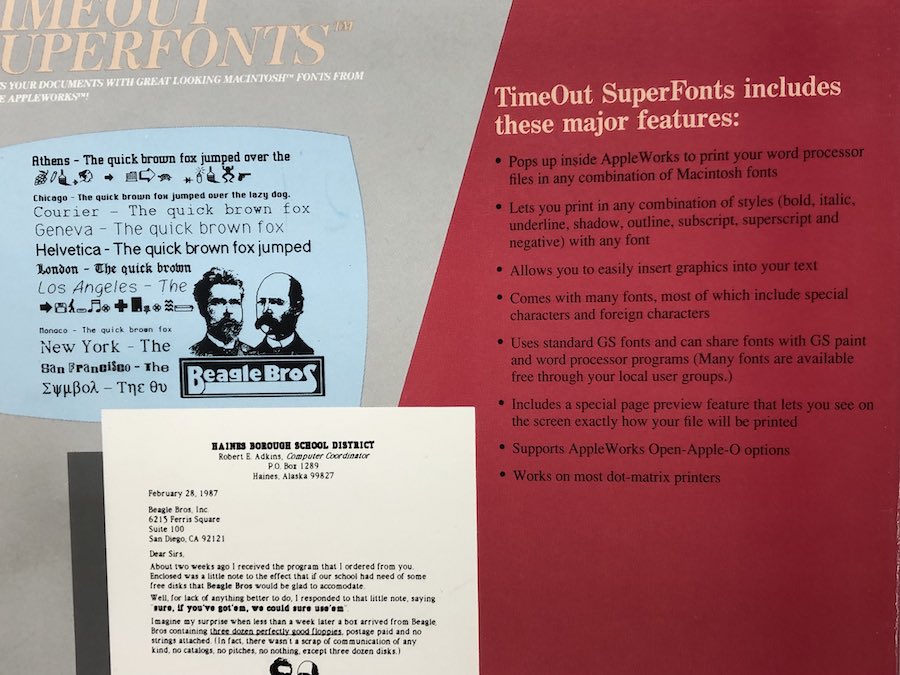 TIMEOUT
SUPERFONTS™
YOUR DOCUMENTS WITH GREAT LOOKING MACINTOSH™ FONTS FROM
APPLEWORKS™!
Athens - The quick brown fox jumped over the
Chicago - The quick brown fox jumped over the lazy dog.
Courier - The quick brown fox
Geneva - The quick brown fox
Helvetica - The quick brown fox jumped
London - The quick brown
Los Angeles - The
Monaco - The quick brown fox
New York - The
San Francisco - The
Σψμβολ - Τηε θυ
Beagle Bros
HAINES BOROUGH SCHOOL DISTRICT
Robert E. Adkins, Computer Coordinator
P.O. Box 1289
Haines, Alaska 99827
February 28, 1987
Beagle Bros, Inc.
6215 Ferris Square
Suite 100
San Diego, CA 92121
Dear Sirs,
About two weeks ago I received the program that I ordered from you.
Enclosed was a little note to the effect that if our school had need of some
free disks that Beagle Bros would be glad to accomodate.
Well, for lack of anything better to do, I responded to that little note, saying
"sure, if you've got'em, we could sure use'em".
Imagine my surprise when less than a week later a box arrived from Beagle
Bros containing three dozen perfectly good floppies, postage paid and no
strings attached. (In fact, there wasn't a scrap of communication of any
kind, no catalogs, no pitches, no nothing, except three dozen disks.)
TimeOut SuperFonts includes
these major features:
• Pops up inside AppleWorks to print your word processor
files in any combination of Macintosh fonts
• Lets you print in any combination of styles (bold, italic,
underline, shadow, outline, subscript, superscript and
negative) with any font
• Allows you to easily insert graphics into your text
• Comes with many fonts, most of which include special
characters and foreign characters
• Uses standard GS fonts and can share fonts with GS paint
and word processor programs (Many fonts are available
free through your local user groups.)
• Includes a special page preview feature that lets you see on
the screen exactly how your file will be printed
• Supports AppleWorks Open-Apple-O options
• Works on most dot-matrix printers